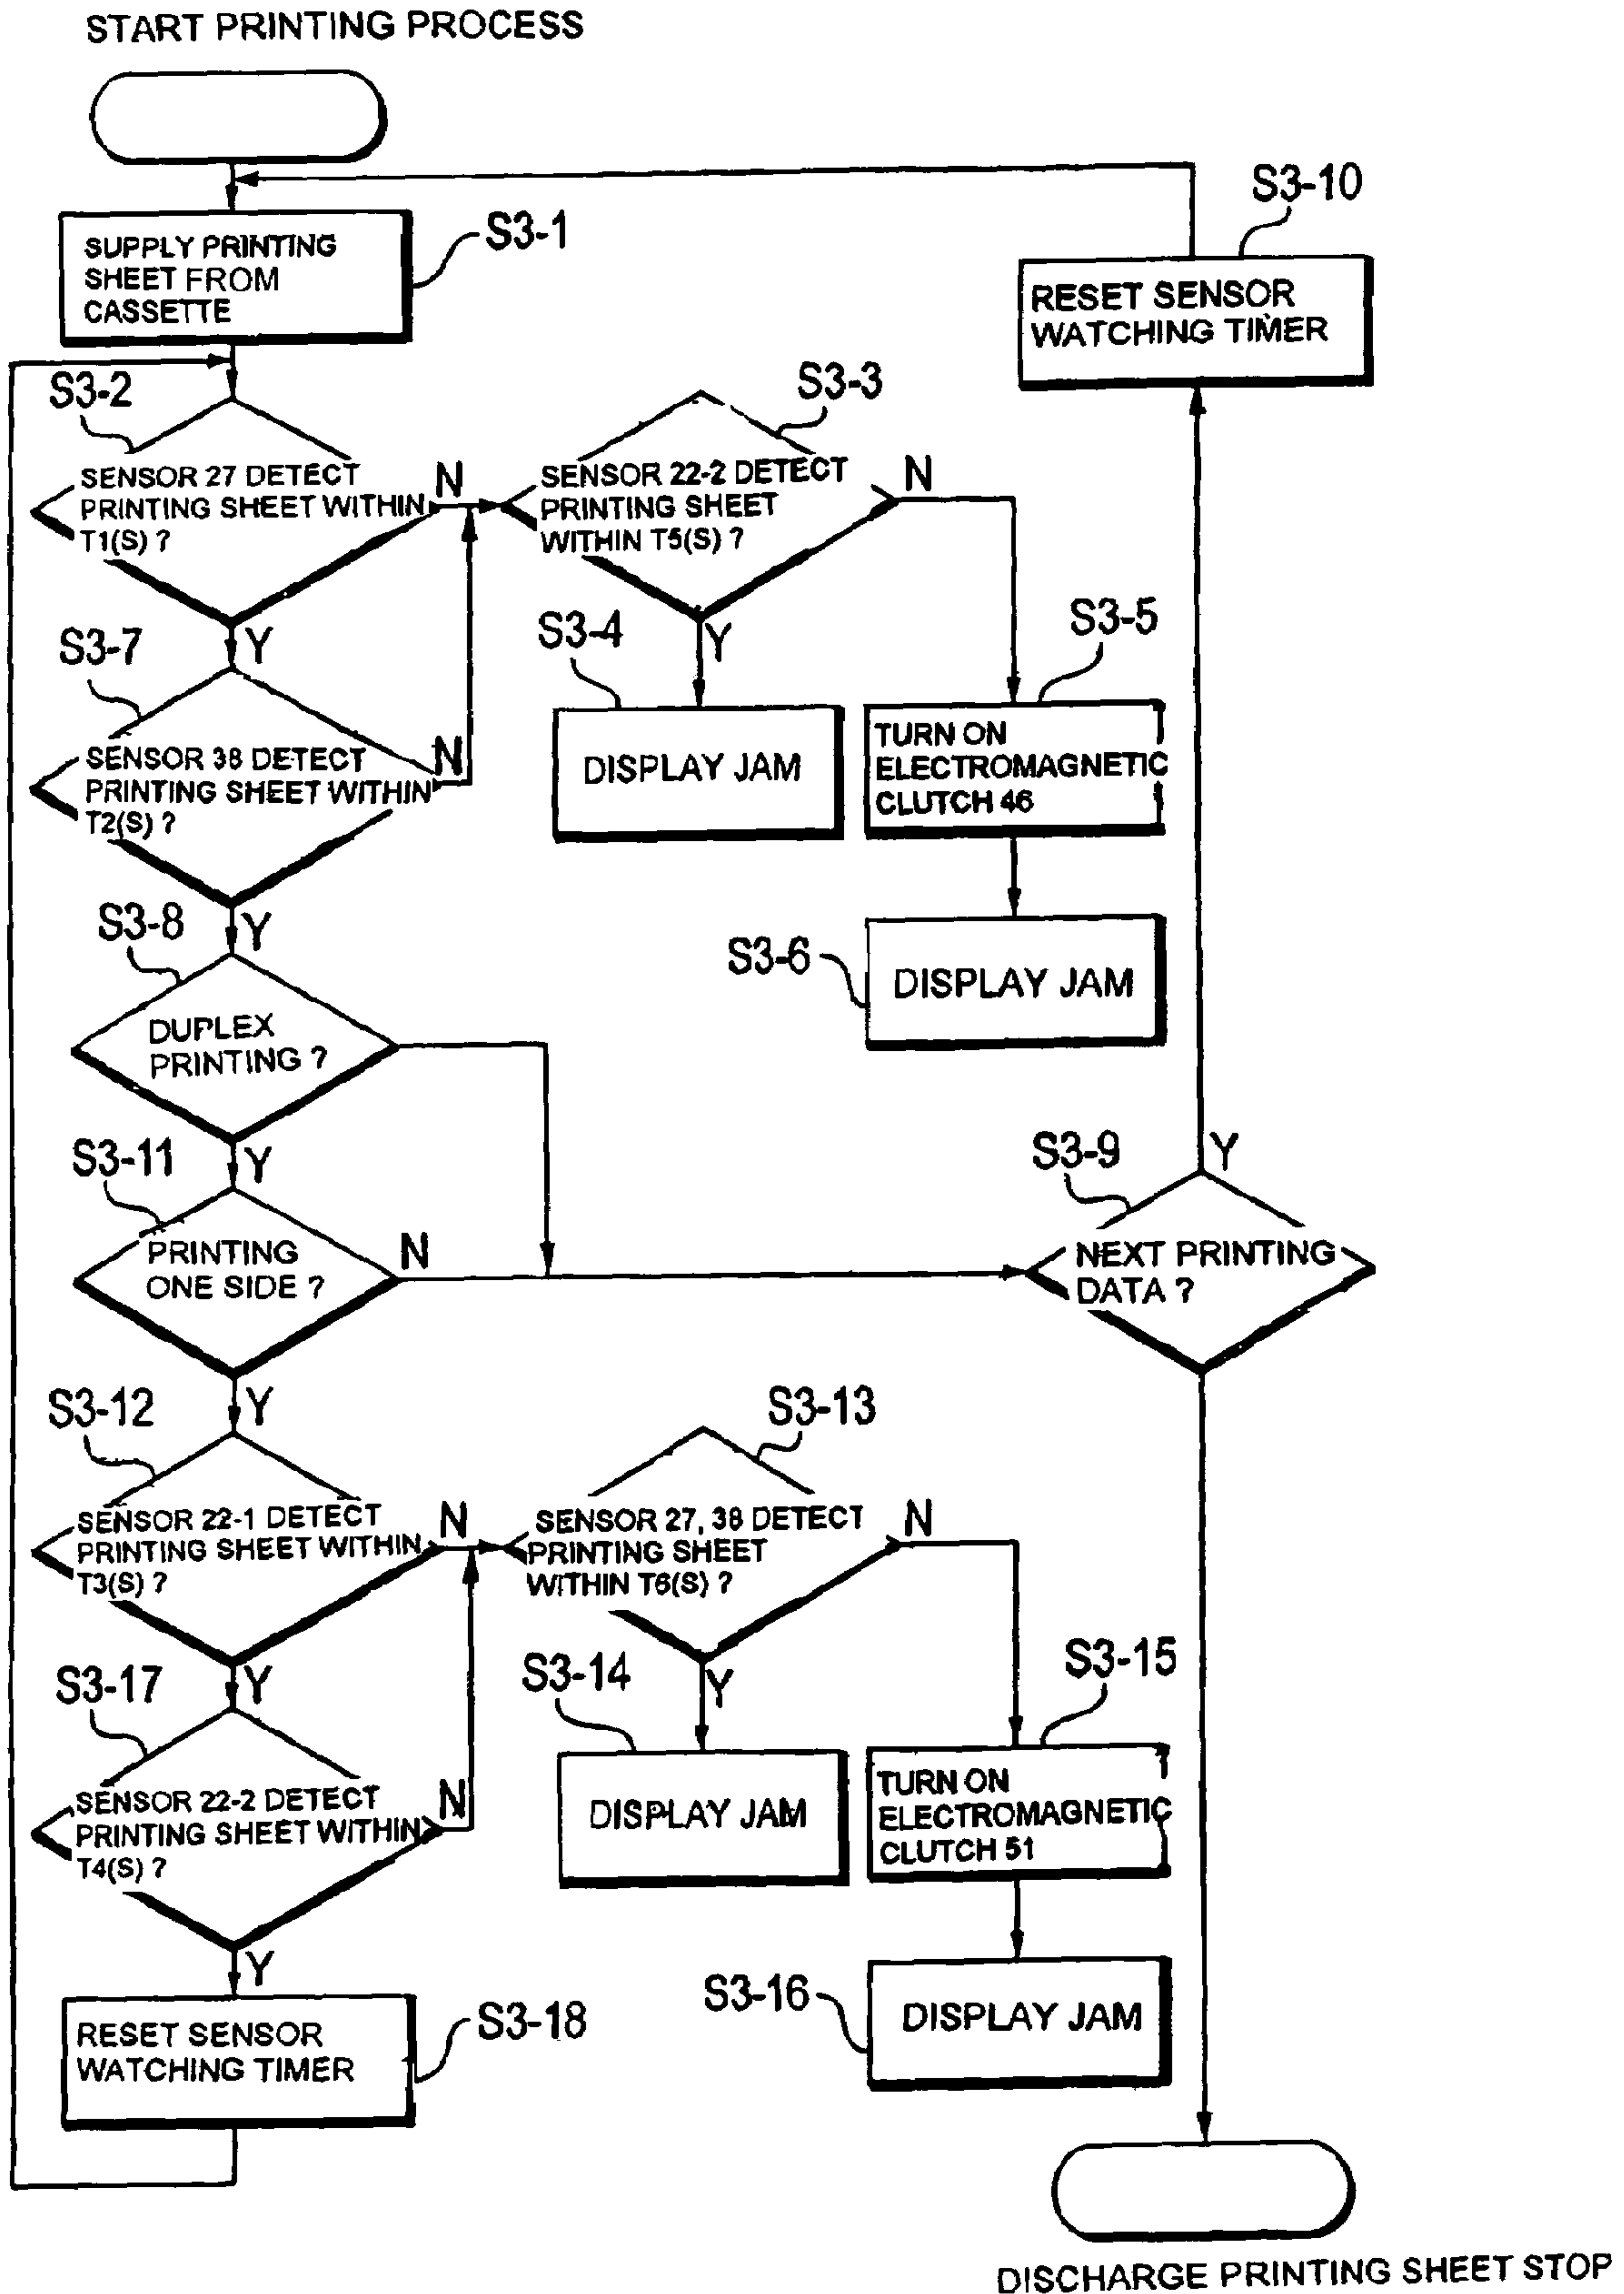 START PRINTING PROCESS
S3-10
S3-1
SUPPLY PRINTING
SHEET FROM
CASSETTE
RESET SENSOR
WATCHING TIMER
S3-2
S3-3
SENSOR 27 DETECT
PRINTING SHEET WITHIN
T1(S) ?
N
SENSOR 22-2 DETECT
PRINTING SHEET
WITHIN T5(S) ?
N
Y
S3-7
S3-4
Y
S3-5
SENSOR 38 DETECT
PRINTING SHEET WITHIN
T2(S) ?
N
DISPLAY JAM
TURN ON
ELECTROMAGNETIC
CLUTCH 46
Y
S3-8
S3-6
DISPLAY JAM
DUPLEX
PRINTING ?
Y
S3-11
S3-9
Y
PRINTING
ONE SIDE ?
N
NEXT PRINTING
DATA ?
Y
S3-12
S3-13
SENSOR 22-1 DETECT
PRINTING SHEET WITHIN
T3(S) ?
N
SENSOR 27, 38 DETECT
PRINTING SHEET
WITHIN T6(S) ?
N
Y
S3-17
S3-14
Y
S3-15
SENSOR 22-2 DETECT
PRINTING SHEET WITHIN
T4(S) ?
N
DISPLAY JAM
TURN ON
ELECTROMAGNETIC
CLUTCH 51
Y
S3-18
RESET SENSOR
WATCHING TIMER
S3-16
DISPLAY JAM
DISCHARGE PRINTING SHEET STOP